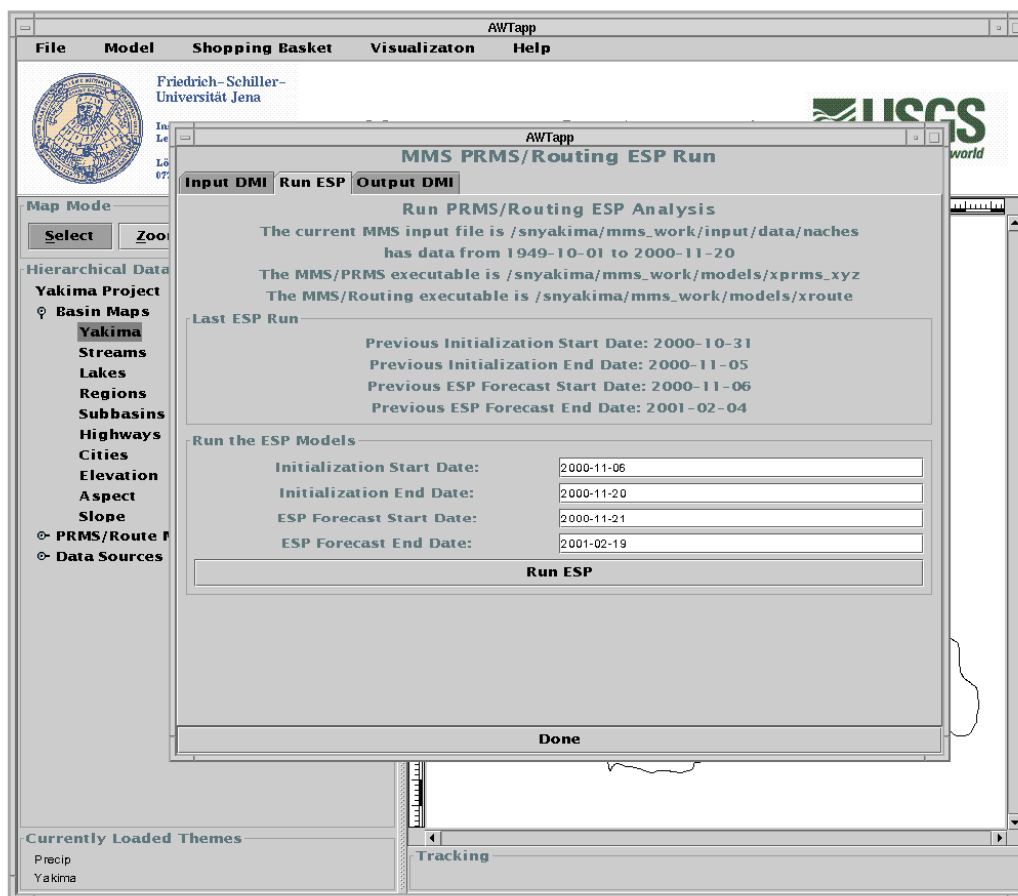 AWTapp
File Model Shopping Basket Visualizaton Help
Friedrich-Schiller-
Universität Jena
USGS
world
AWTapp
MMS PRMS/Routing ESP Run
Input DMI Run ESP Output DMI
Run PRMS/Routing ESP Analysis
The current MMS input file is /snyakima/mms_work/input/data/naches
has data from 1949-10-01 to 2000-11-20
The MMS/PRMS executable is /snyakima/mms_work/models/xprms_xyz
The MMS/Routing executable is /snyakima/mms_work/models/xroute
Last ESP Run
Previous Initialization Start Date: 2000-10-31
Previous Initialization End Date: 2000-11-05
Previous ESP Forecast Start Date: 2000-11-06
Previous ESP Forecast End Date: 2001-02-04
Run the ESP Models
Initialization Start Date: 2000-11-06
Initialization End Date: 2000-11-20
ESP Forecast Start Date: 2000-11-21
ESP Forecast End Date: 2001-02-19
Run ESP
Done
Map Mode
Select Zoo
Hierarchical Data
Yakima Project
Basin Maps
Yakima
Streams
Lakes
Regions
Subbasins
Highways
Cities
Elevation
Aspect
Slope
PRMS/Route
Data Sources
Currently Loaded Themes
Precip
Yakima
Tracking